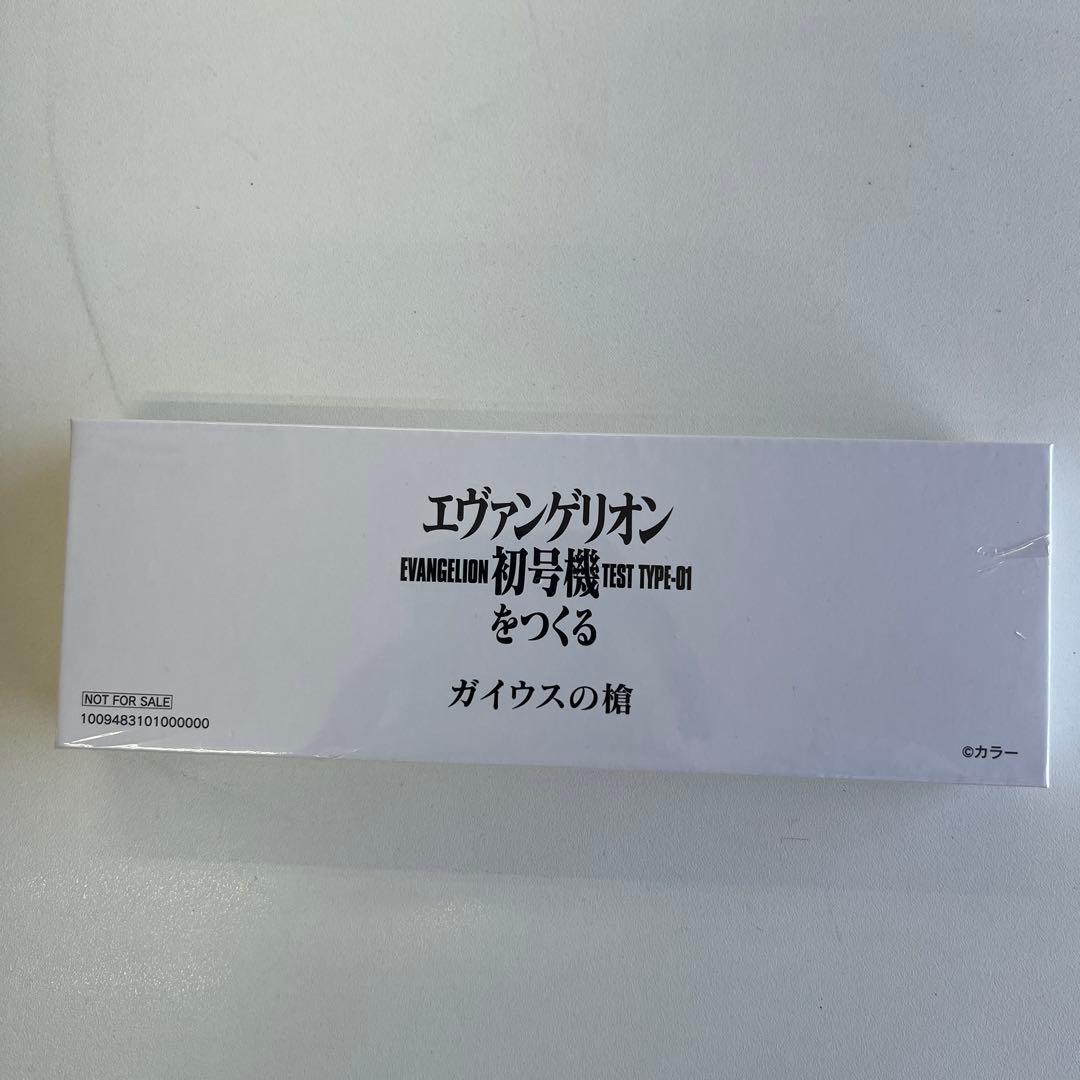 エヴァンゲリオン
EVANGELION 初号機 TEST TYPE-01
をつくる
ガイウスの槍
NOT FOR SALE
1009483101000000
©カラー